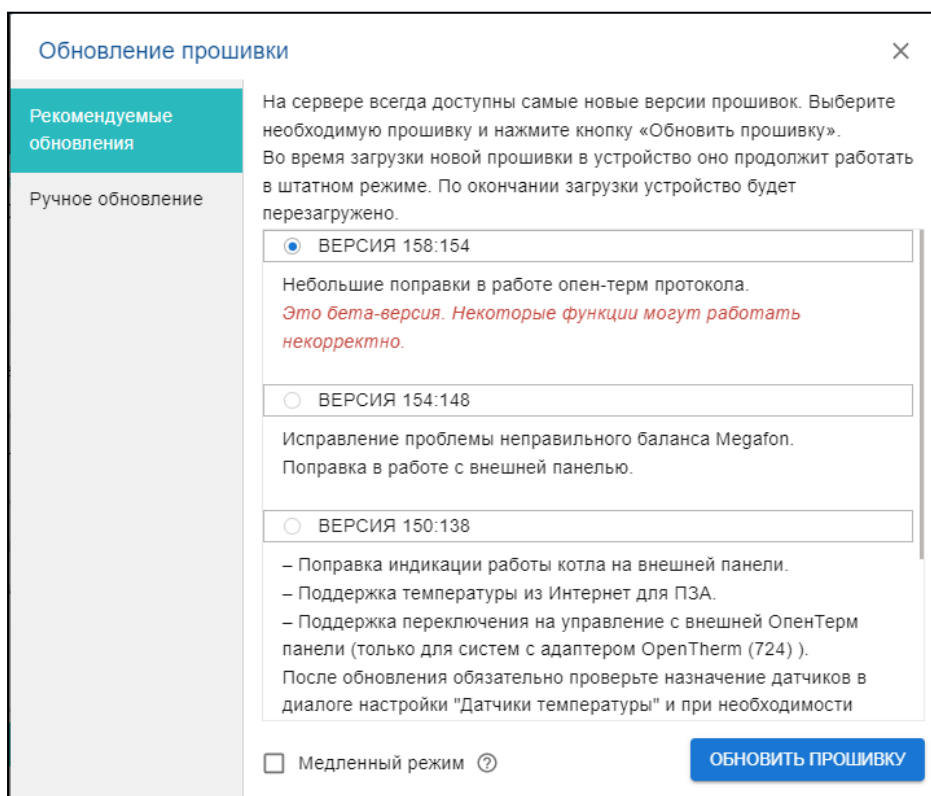 Обновление прошивки
Рекомендуемые
обновления
Ручное обновление
На сервере всегда доступны самые новые версии прошивок. Выберите
необходимую прошивку и нажмите кнопку «Обновить прошивку».
Во время загрузки новой прошивки в устройство оно продолжит работать
в штатном режиме. По окончании загрузки устройство будет
перезагружено.
ВЕРСИЯ 158:154
Небольшие поправки в работе опен-терм протокола.
Это бета-версия. Некоторые функции могут работать
некорректно.
ВЕРСИЯ 154:148
Исправление проблемы неправильного баланса Megafon.
Поправка в работе с внешней панелью.
ВЕРСИЯ 150:138
– Поправка индикации работы котла на внешней панели.
– Поддержка температуры из Интернет для ПЗА.
– Поддержка переключения на управление с внешней ОпенТерм
панели (только для систем с адаптером OpenTherm (724) ).
После обновления обязательно проверьте назначение датчиков в
диалоге настройки "Датчики температуры" и при необходимости
Медленный режим ?
ОБНОВИТЬ ПРОШИВКУ